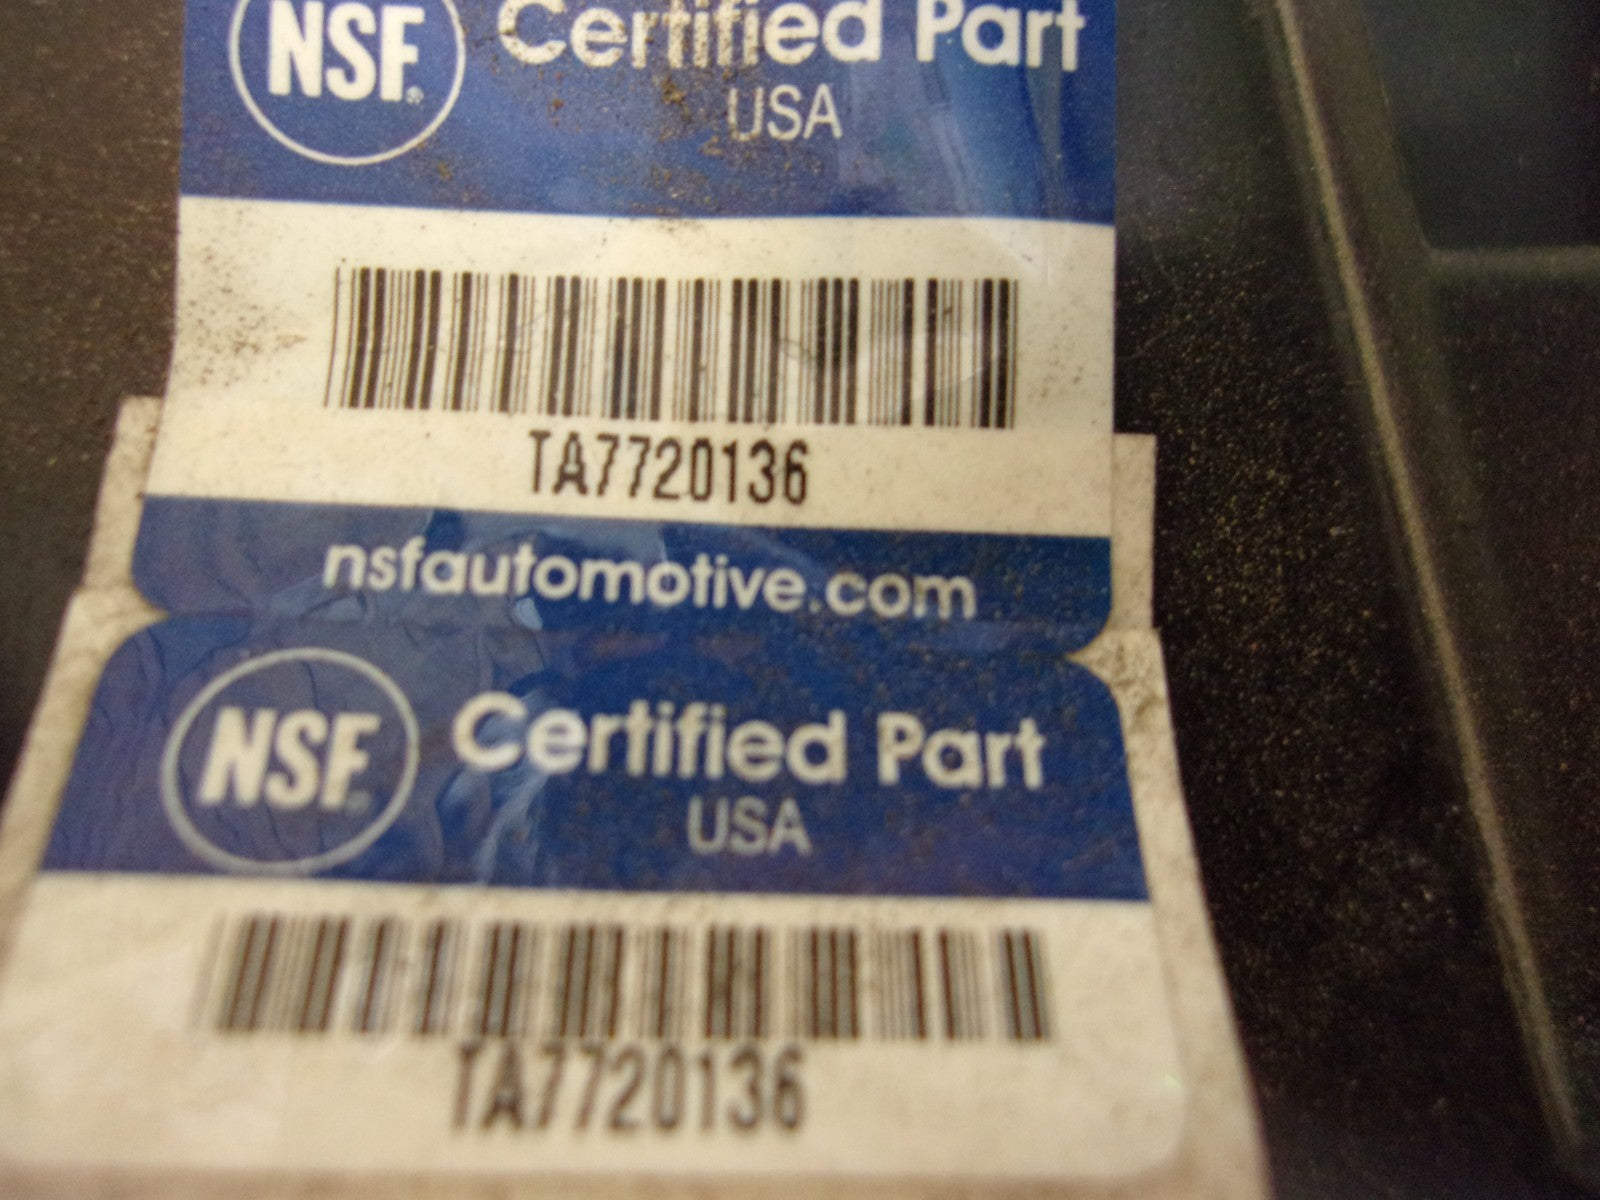 NSF® Certified Part
USA
TA7720136
nsfautomotive.com
NSF® Certified Part
USA
TA7720136